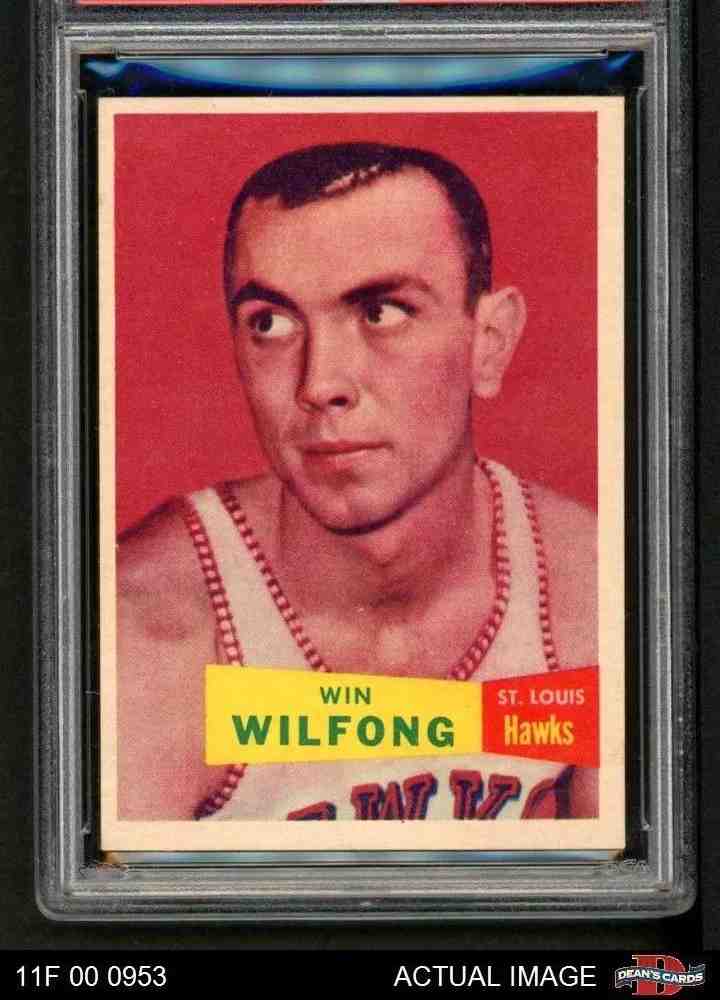 WIN
WILFONG
ST. LOUIS
Hawks
11F 00 0953
ACTUAL IMAGE
DEAN'S CARDS